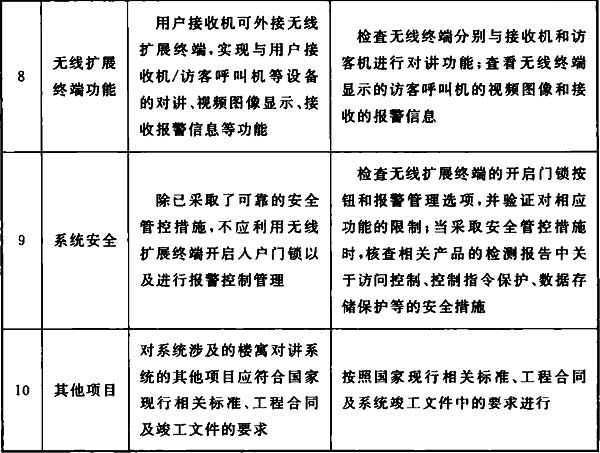 8
无线扩展
终端功能
用户接收机可外接无线
扩展终端,实现与用户接
收机/访客呼叫机等设备
的对讲、视频图像显示、接
收报警信息等功能
检查无线终端分别与接收机和访
客机进行对讲功能;查看无线终端
显示的访客呼叫机的视频图像和接
收的报警信息
9
系统安全
除已采取了可靠的安全
管控措施,不应利用无线
扩展终端开启入户门锁以
及进行报警控制管理
检查无线扩展终端的开启门锁按
钮和报警管理选项,并验证对相应
功能的限制;当采取安全管控措施
时,核查相关产品的检测报告中关
于访问控制、控制指令保护、数据存
储保护等的安全措施
10
其他项目
对系统涉及的楼寓对讲系
统的其他项目应符合国家
现行相关标准、工程合同
及竣工文件的要求
按照国家现行相关标准、工程合同
及系统竣工文件中的要求进行